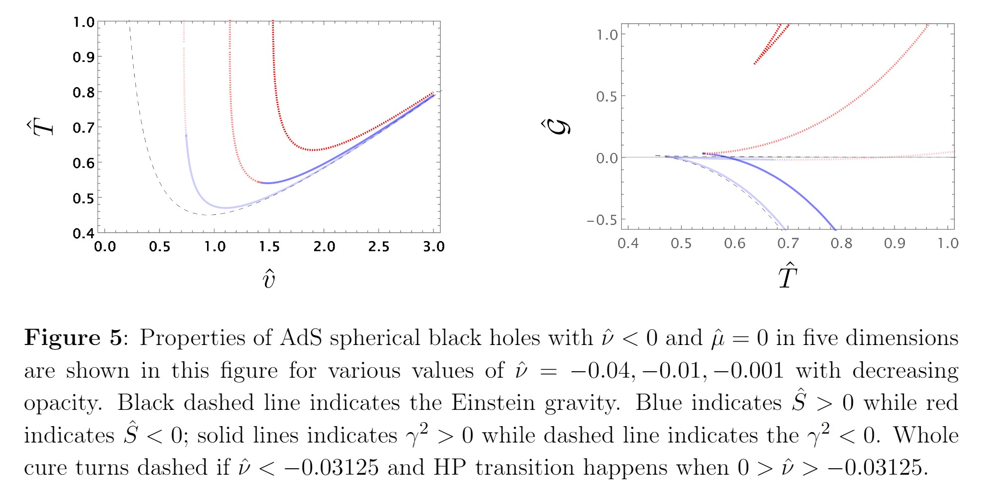 1.0
0.9
0.8
0.7
0.6
0.5
0.4
T̂
0.0 0.5 1.0 1.5 2.0 2.5 3.0
v̂
1.0
0.5
0.0
−0.5
𝒢̂
0.4 0.5 0.6 0.7 0.8 0.9 1.0
T̂
Figure 5: Properties of AdS spherical black holes with ν̂ < 0 and μ̂ = 0 in five dimensions
are shown in this figure for various values of ν̂ = −0.04, −0.01, −0.001 with decreasing
opacity. Black dashed line indicates the Einstein gravity. Blue indicates Ŝ > 0 while red
indicates Ŝ < 0; solid lines indicates γ² > 0 while dashed line indicates the γ² < 0. Whole
cure turns dashed if ν̂ < −0.03125 and HP transition happens when 0 > ν̂ > −0.03125.